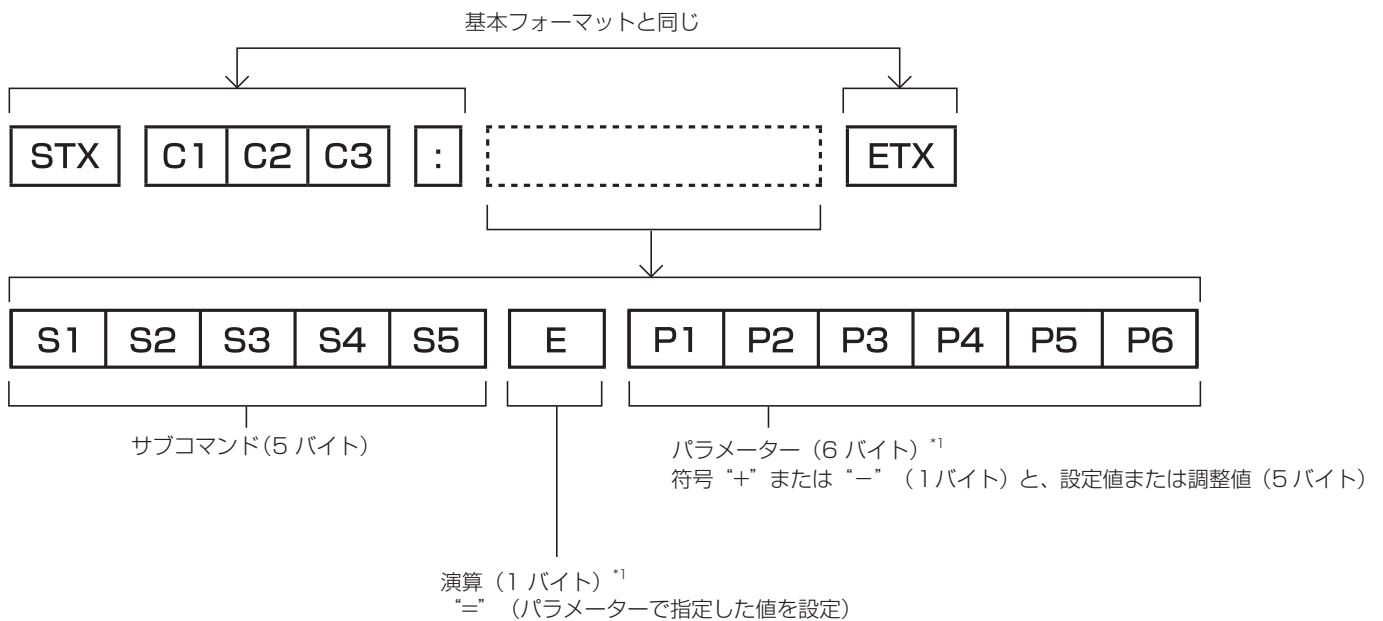 基本フォーマットと同じ
STX C1 C2 C3 : ETX
S1 S2 S3 S4 S5 E P1 P2 P3 P4 P5 P6
サブコマンド(5 バイト)
パラメーター（6 バイト）*1
符号“+”または“−”（1バイト）と、設定値または調整値（5バイト）
演算（1 バイト）*1
“=”（パラメーターで指定した値を設定）